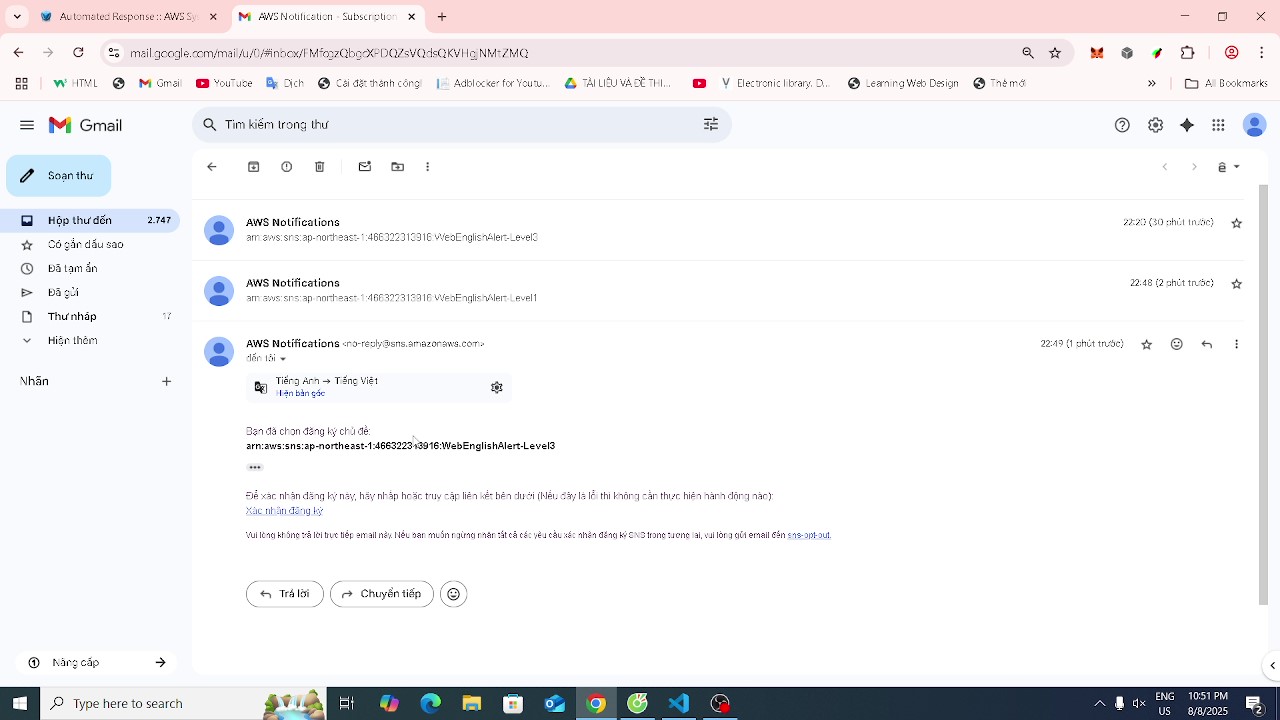 Automated Response :: AWS Sy
AWS Notification - Subscription
mail.google.com/mail/u/0/#inbox/
HTML
Gmail
YouTube
Dịch
Cài đặt thành công!
Adblocker for Youtu...
TÀI LIỆU VÀ ĐỀ THI...
Electronic library. D...
Learning Web Design
Thẻ mới
All Bookmarks
Gmail
Tìm kiếm trong thư
Soạn thư
Hộp thư đến 2.747
Có gắn dấu sao
Đã tạm ẩn
Đã gửi
Thư nháp 17
Hiện thêm
Nhãn
Nâng cấp
AWS Notifications
22:20 (30 phút trước)
arn:aws:sns:ap-northeast-1:466322313916:WebEnglishAlert-Level3
AWS Notifications
22:48 (2 phút trước)
arn:aws:sns:ap-northeast-1:466322313916:WebEnglishAlert-Level1
AWS Notifications <no-reply@sns.amazonaws.com>
22:49 (1 phút trước)
đến tôi
Tiếng Anh → Tiếng Việt
Hiện bản gốc
Bạn đã chọn đăng ký chủ đề:
arn:aws:sns:ap-northeast-1:466322313916:WebEnglishAlert-Level3
Để xác nhận đăng ký này, hãy nhấp hoặc truy cập liên kết bên dưới (Nếu đây là lỗi thì không cần thực hiện hành động nào):
Xác nhận đăng ký
Vui lòng không trả lời trực tiếp email này. Nếu bạn muốn ngừng nhận tất cả các yêu cầu xác nhận đăng ký SNS trong tương lai, vui lòng gửi email đến sns-opt-out.
Trả lời
Chuyển tiếp
Type here to search
ENG
US
10:51 PM
8/8/2025
2